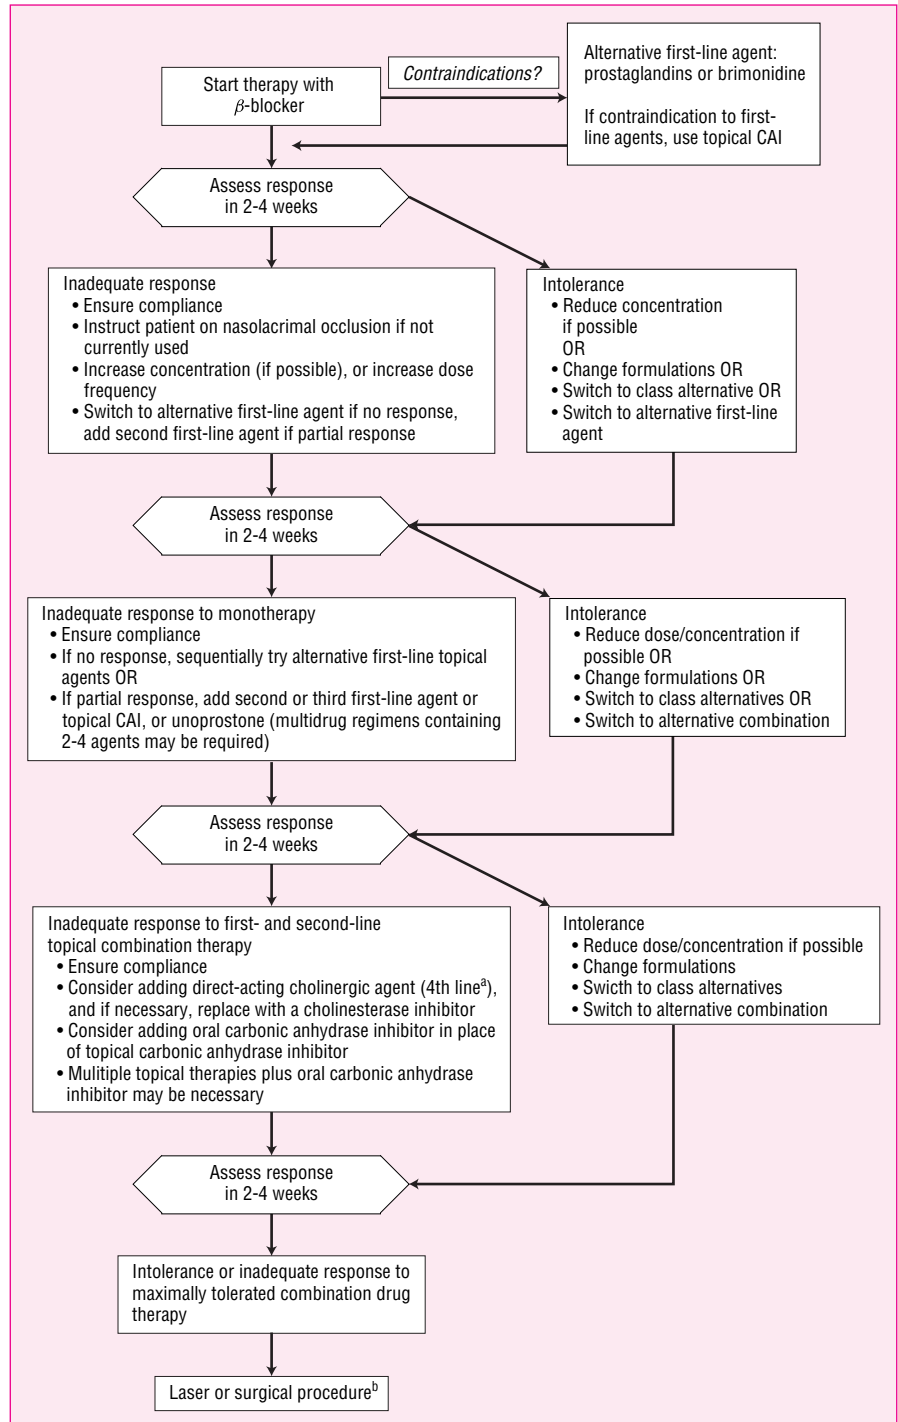 Start therapy with
β-blocker
Contraindications?
Alternative first-line agent:
prostaglandins or brimonidine
If contraindication to first-
line agents, use topical CAI
Assess response
in 2-4 weeks
Inadequate response
• Ensure compliance
• Instruct patient on nasolacrimal occlusion if not
currently used
• Increase concentration (if possible), or increase dose
frequency
• Switch to alternative first-line agent if no response,
add second first-line agent if partial response
Intolerance
• Reduce concentration
if possible
OR
• Change formulations OR
• Switch to class alternative OR
• Switch to alternative first-line
agent
Assess response
in 2-4 weeks
Inadequate response to monotherapy
• Ensure compliance
• If no response, sequentially try alternative first-line topical
agents OR
• If partial response, add second or third first-line agent or
topical CAI, or unoprostone (multidrug regimens containing
2-4 agents may be required)
Intolerance
• Reduce dose/concentration if
possible OR
• Change formulations OR
• Switch to class alternatives OR
• Switch to alternative combination
Assess response
in 2-4 weeks
Inadequate response to first- and second-line
topical combination therapy
• Ensure compliance
• Consider adding direct-acting cholinergic agent (4th lineᵃ),
and if necessary, replace with a cholinesterase inhibitor
• Consider adding oral carbonic anhydrase inhibitor in place
of topical carbonic anhydrase inhibitor
• Mulitiple topical therapies plus oral carbonic anhydrase
inhibitor may be necessary
Intolerance
• Reduce dose/concentration if possible
• Change formulations
• Swicth to class alternatives
• Switch to alternative combination
Assess response
in 2-4 weeks
Intolerance or inadequate response to
maximally tolerated combination drug
therapy
Laser or surgical procedureᵇ